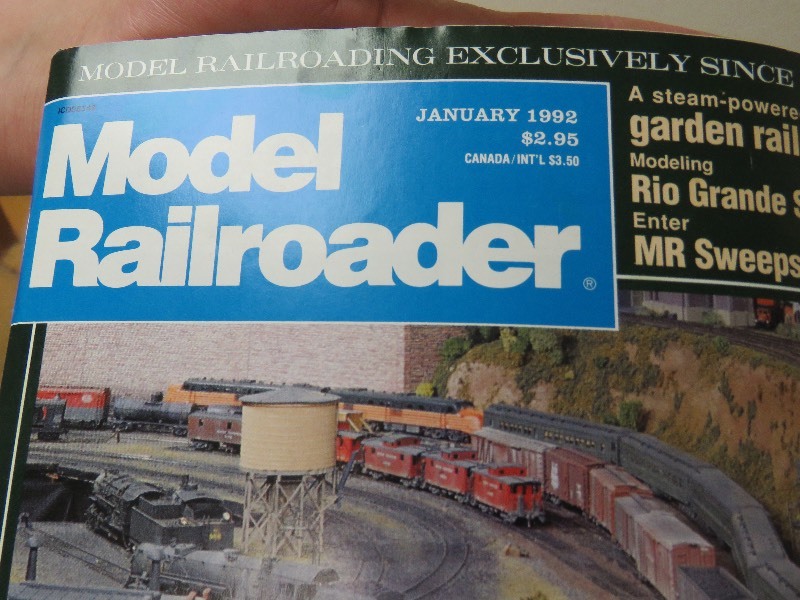 MODEL RAILROADING EXCLUSIVELY SINCE
Model
Railroader®
JANUARY 1992
$2.95
CANADA/INT'L $3.50
A steam-powere
garden rail
Modeling
Rio Grande S
Enter
MR Sweeps